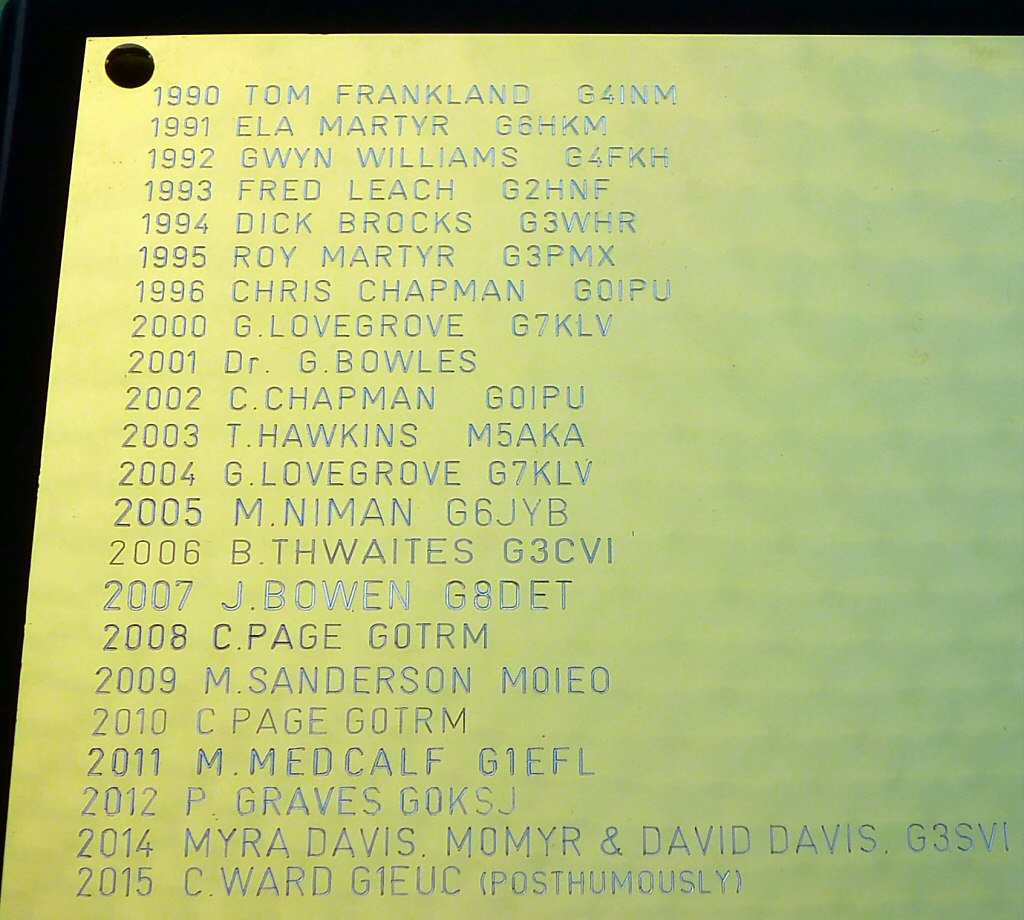 1990 TOM FRANKLAND G4INM
1991 ELA MARTYR G6HKM
1992 GWYN WILLIAMS G4FKH
1993 FRED LEACH G2HNF
1994 DICK BROCKS G3WHR
1995 ROY MARTYR G3PMX
1996 CHRIS CHAPMAN G0IPU
2000 G.LOVEGROVE G7KLV
2001 Dr. G.BOWLES
2002 C.CHAPMAN G0IPU
2003 T.HAWKINS M5AKA
2004 G.LOVEGROVE G7KLV
2005 M.NIMAN G6JYB
2006 B.THWAITES G3CVI
2007 J.BOWEN G8DET
2008 C.PAGE G0TRM
2009 M.SANDERSON M0IEO
2010 C PAGE G0TRM
2011 M.MEDCALF G1EFL
2012 P. GRAVES G0KSJ
2014 MYRA DAVIS. M0MYR & DAVID DAVIS. G3SVI
2015 C.WARD G1EUC (POSTHUMOUSLY)